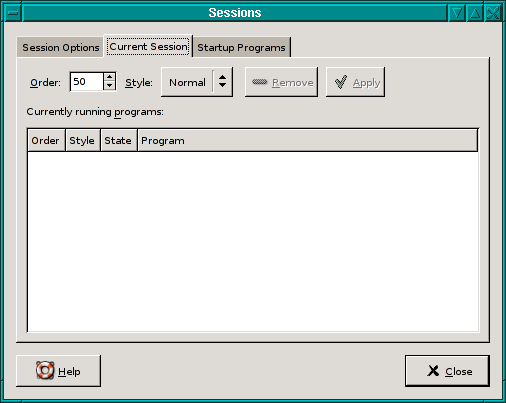 Sessions
Session Options Current Session Startup Programs
Order: 50 Style: Normal Remove Apply
Currently running programs:
Order Style State Program
Help Close